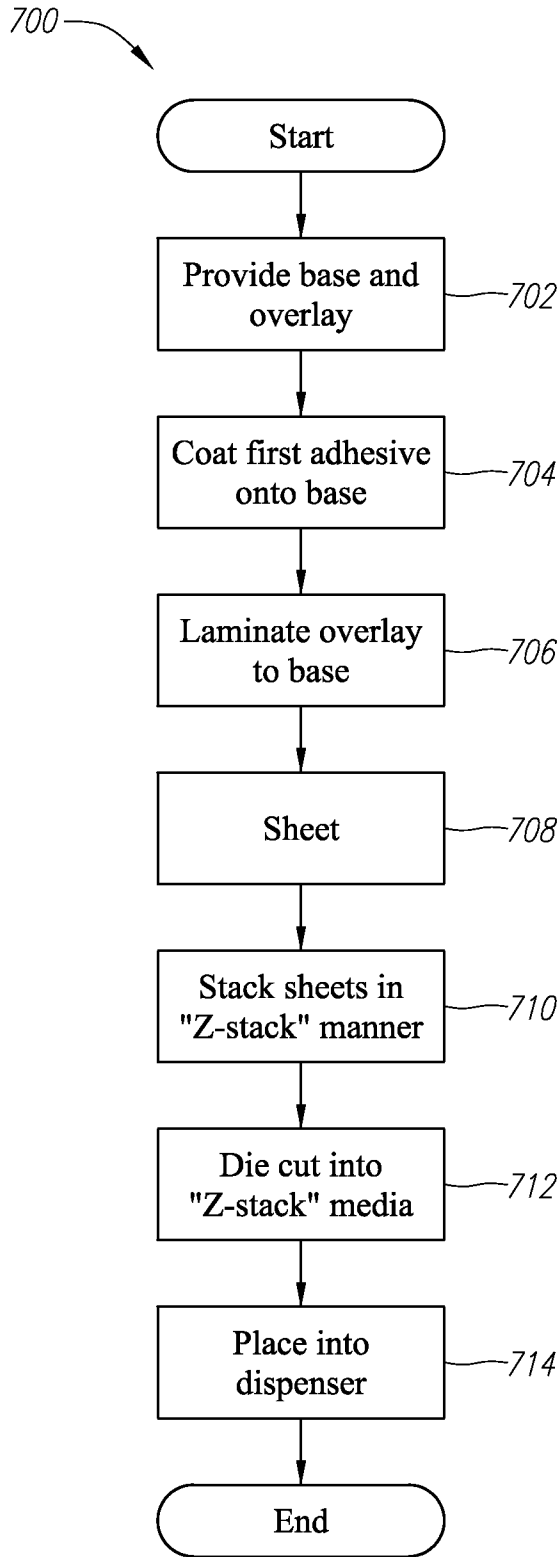 700
Start
Provide base and
overlay
702
Coat first adhesive
onto base
704
Laminate overlay
to base
706
Sheet
708
Stack sheets in
"Z-stack" manner
710
Die cut into
"Z-stack" media
712
Place into
dispenser
714
End